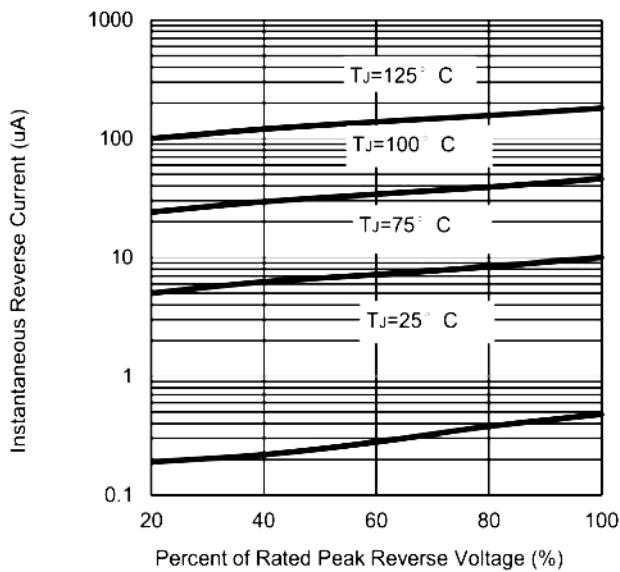 1000
TJ=125° C
100
TJ=100° C
TJ=75° C
10
TJ=25° C
1
0.1
20 40 60 80 100
Percent of Rated Peak Reverse Voltage (%)
Instantaneous Reverse Current (uA)